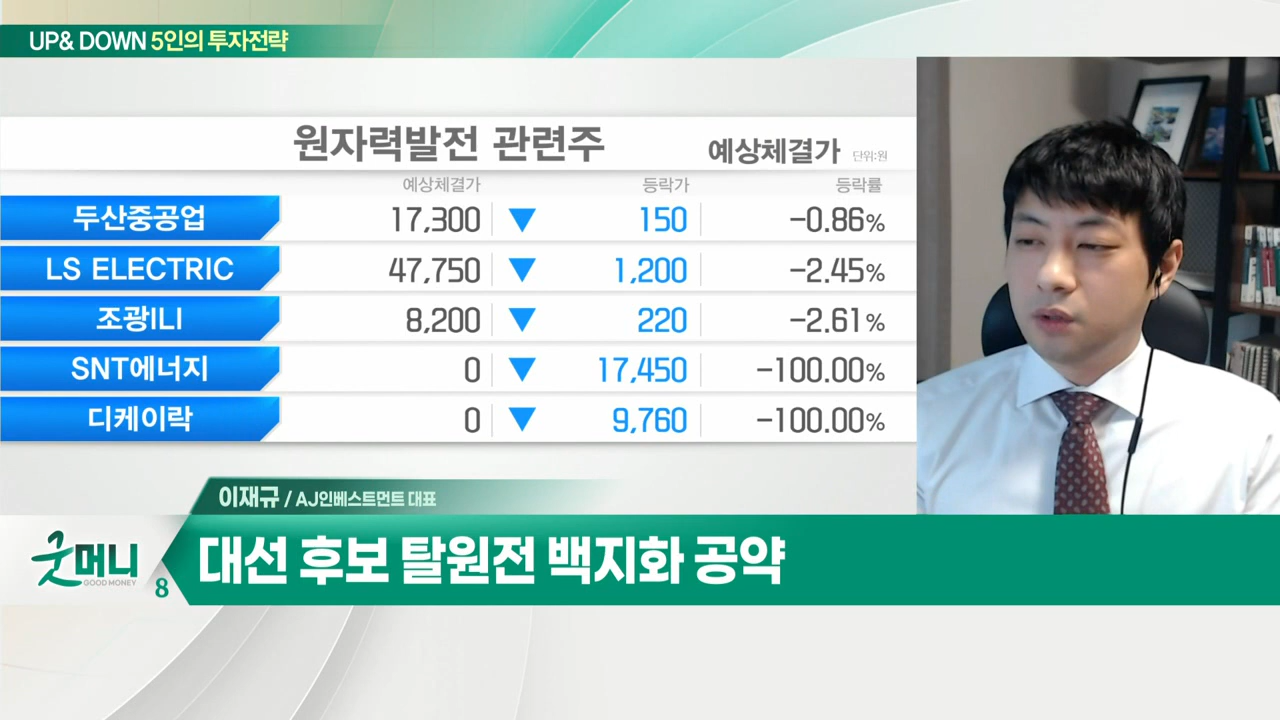 UP& DOWN 5인의 투자전략
원자력발전 관련주 예상체결가 단위:원
예상체결가 등락가 등락률
두산중공업 17,300 ▼ 150 -0.86%
LS ELECTRIC 47,750 ▼ 1,200 -2.45%
조광ILI 8,200 ▼ 220 -2.61%
SNT에너지 0 ▼ 17,450 -100.00%
디케이락 0 ▼ 9,760 -100.00%
이재규 / AJ인베스트먼트 대표
굿머니
GOOD MONEY
8
대선 후보 탈원전 백지화 공약